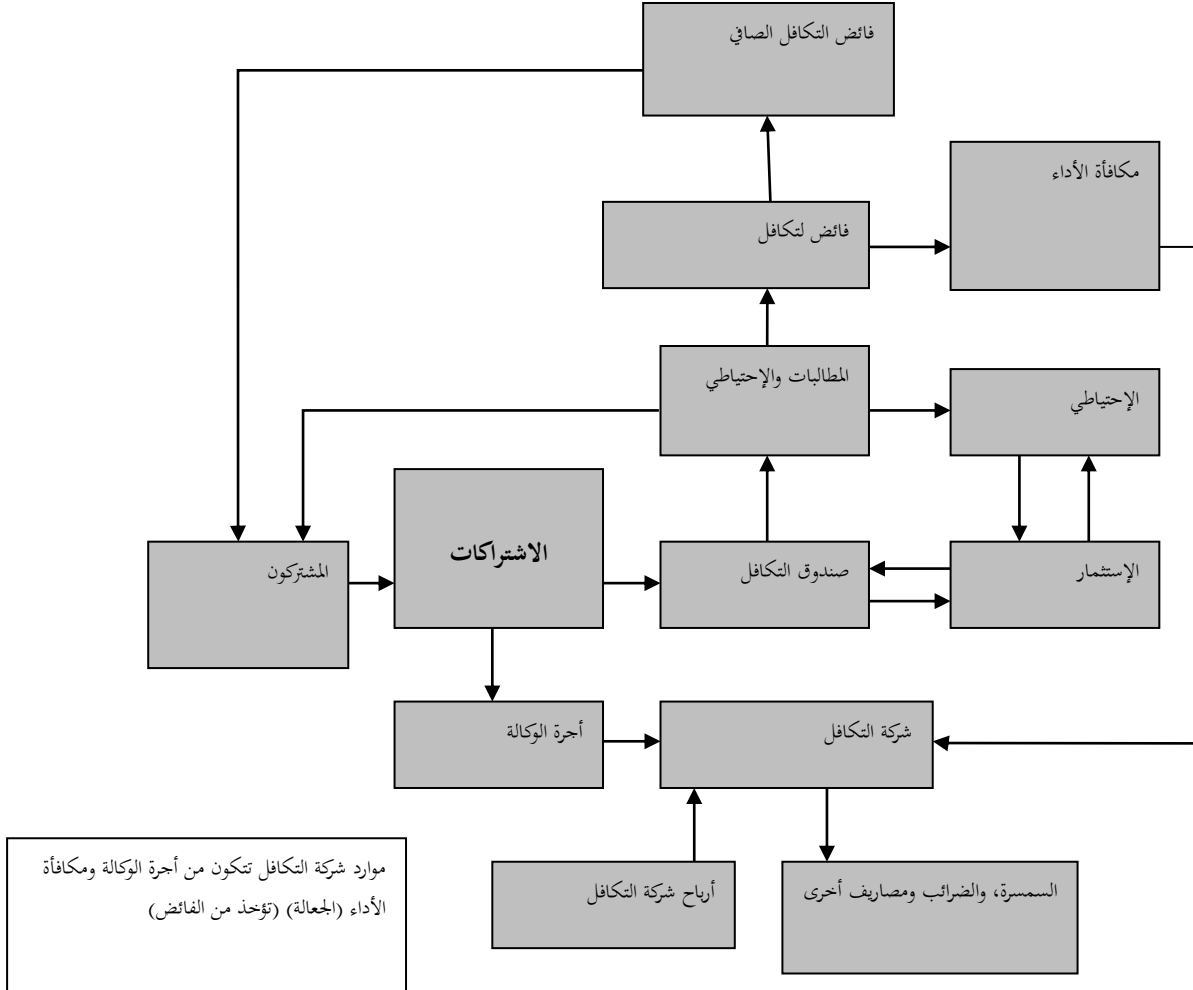 فائض التكافل الصافي
مكافأة الأداء
فائض لتكافل
المطالبات والإحتياطي
الإحتياطي
الاشتراكات
المشتركون
صندوق التكافل
الإستثمار
أجرة الوكالة
شركة التكافل
أرباح شركة التكافل
السمسرة، والضرائب ومصاريف أخرى
موارد شركة التكافل تتكون من أجرة الوكالة ومكافأة
الأداء (الجعالة) (تؤخذ من الفائض)